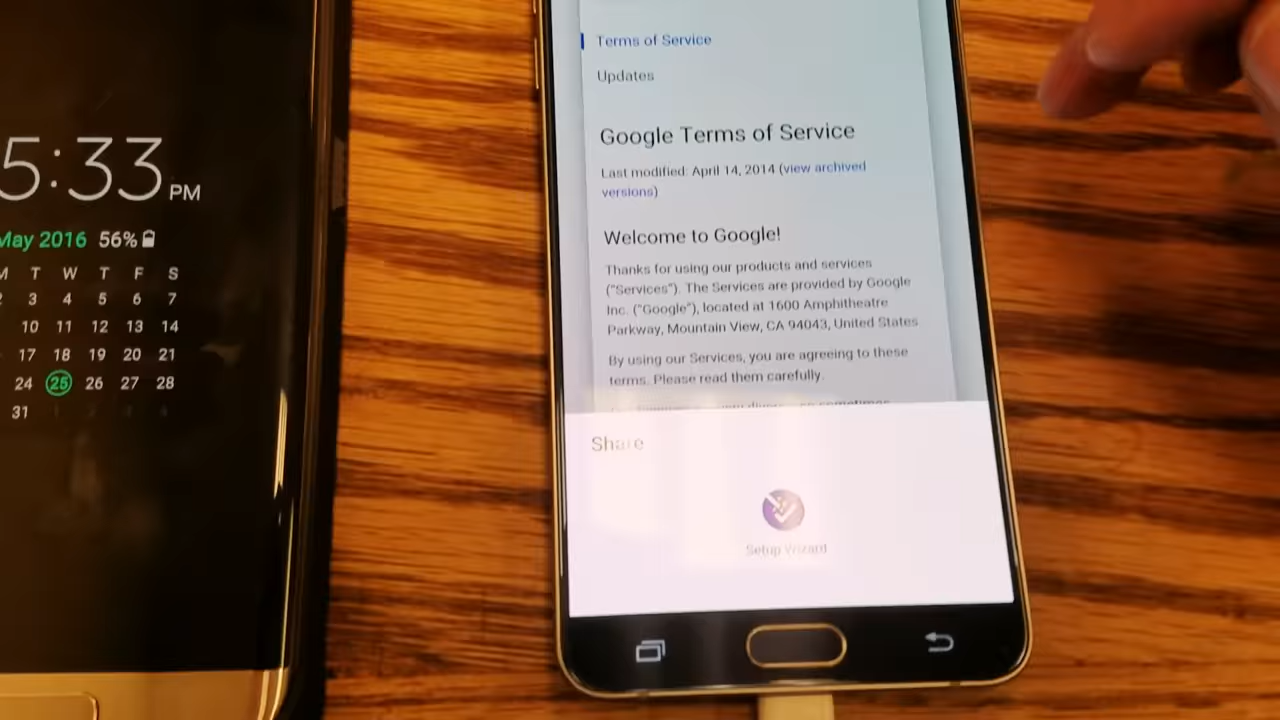 5:33 PM
May 2016 56%
M T W T F S
3 4 5 6 7
10 11 12 13 14
17 18 19 20 21
24 25 26 27 28
31
Terms of Service
Updates
Google Terms of Service
Last modified: April 14, 2014 (view archived
versions)
Welcome to Google!
Thanks for using our products and services
("Services"). The Services are provided by Google
Inc. ("Google"), located at 1600 Amphitheatre
Parkway, Mountain View, CA 94043, United States
By using our Services, you are agreeing to these
terms. Please read them carefully.
Share
Setup Wizard